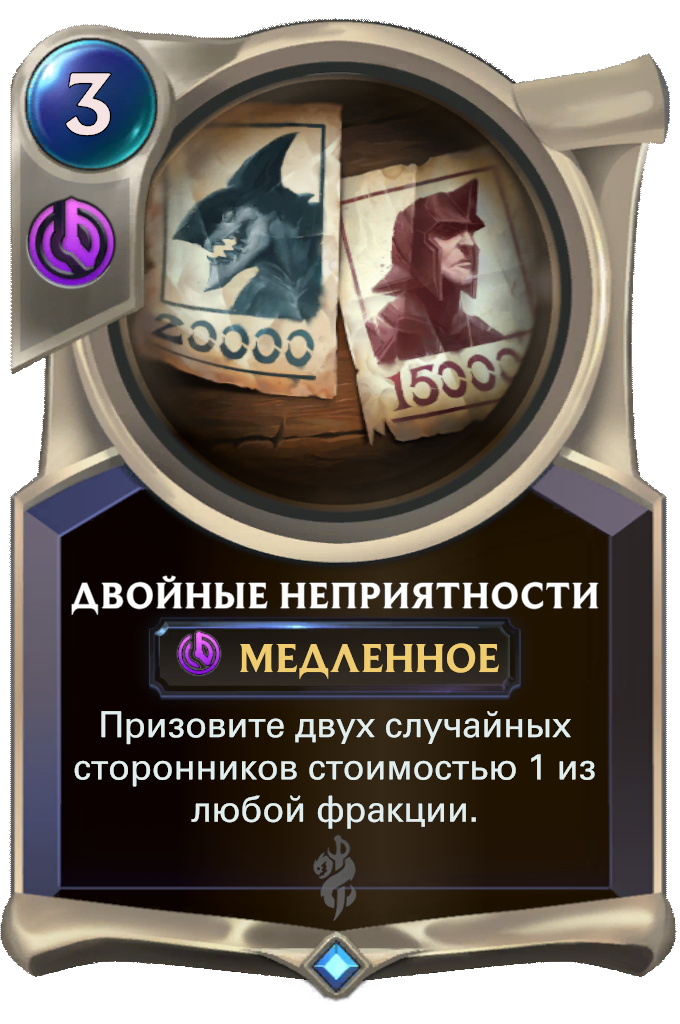 3
20000
15000
ДВОЙНЫЕ НЕПРИЯТНОСТИ
МЕДЛЕННОЕ
Призовите двух случайных
сторонников стоимостью 1 из
любой фракции.